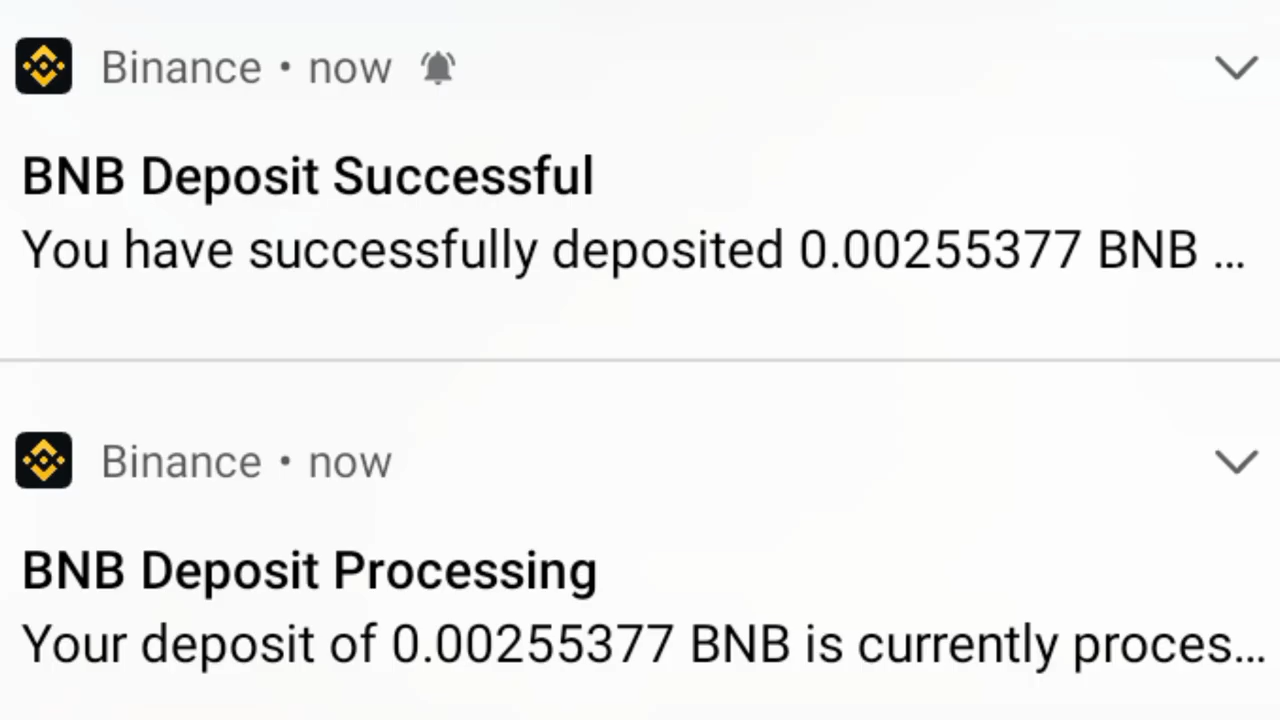 Binance • now
BNB Deposit Successful
You have successfully deposited 0.00255377 BNB ...
Binance • now
BNB Deposit Processing
Your deposit of 0.00255377 BNB is currently proces...